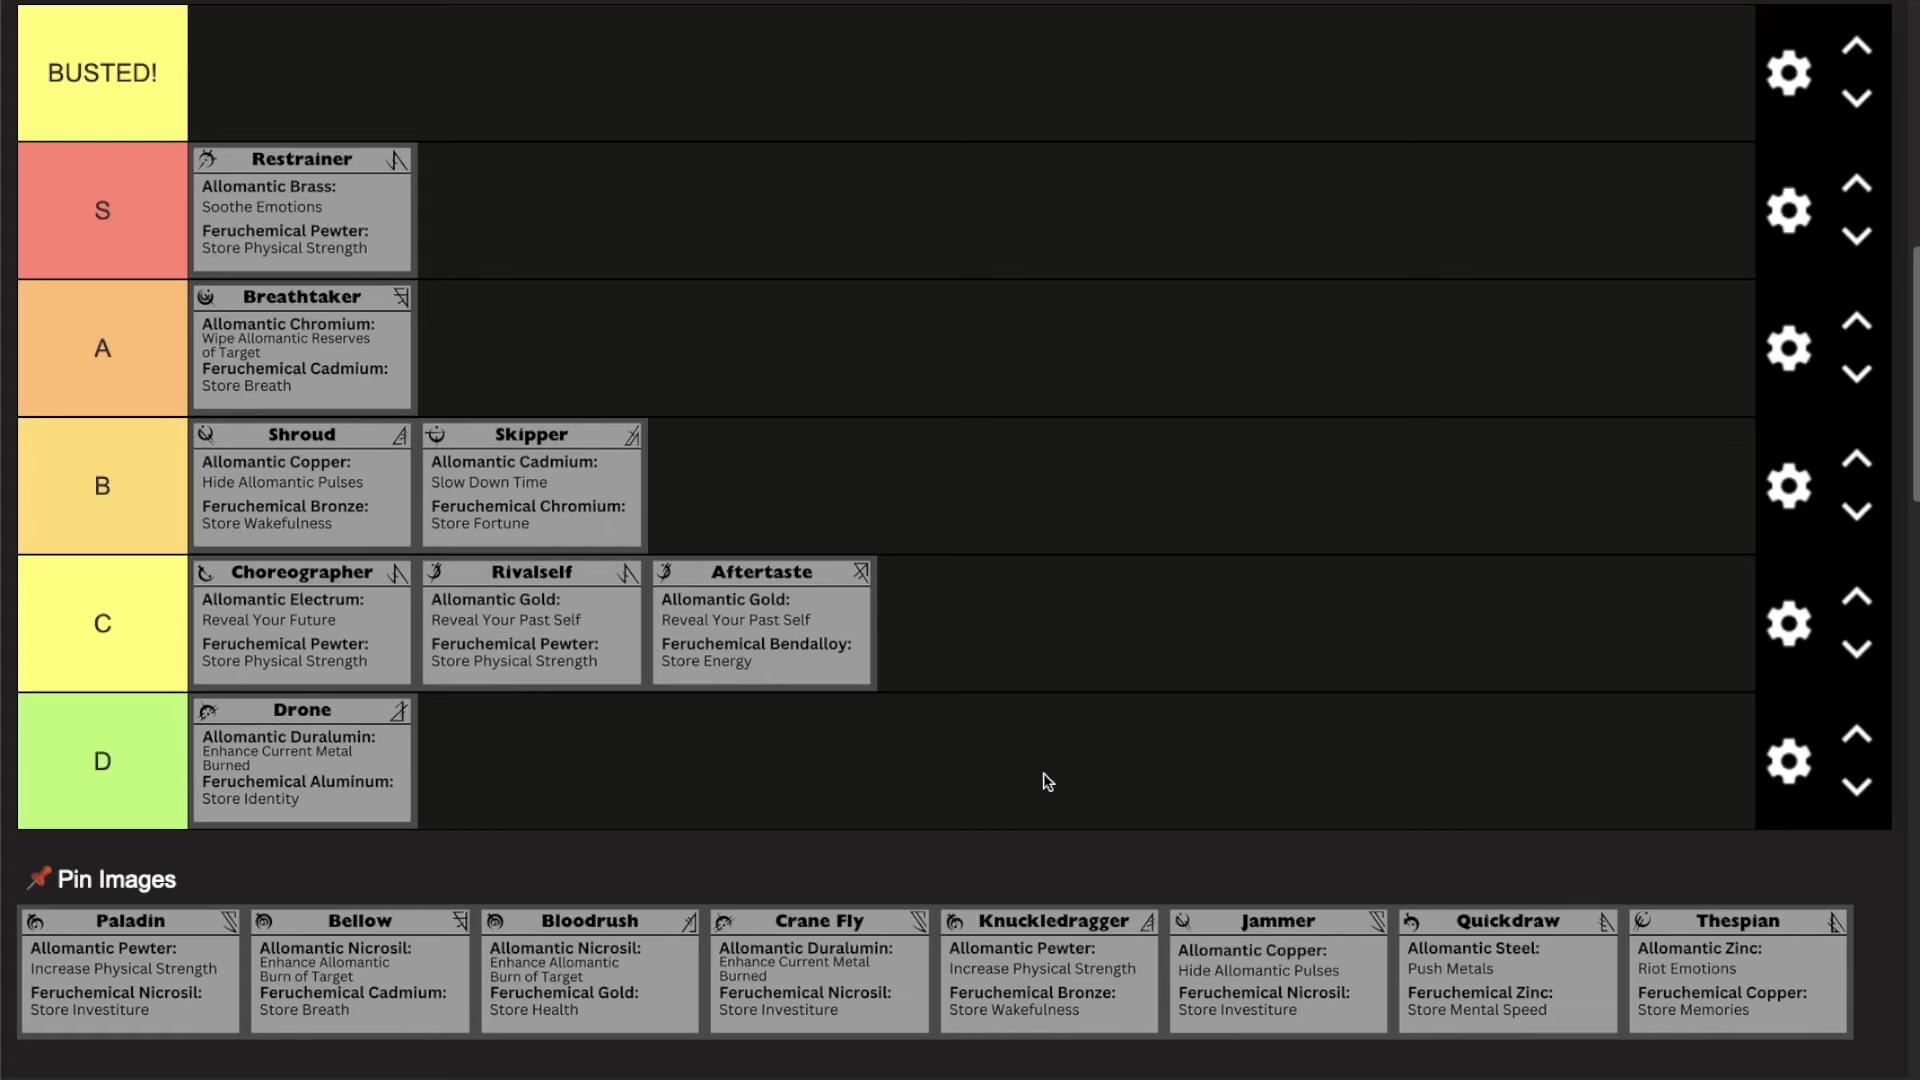 BUSTED!
S
Restrainer
Allomantic Brass:
Soothe Emotions
Feruchemical Pewter:
Store Physical Strength
A
Breathtaker
Allomantic Chromium:
Wipe Allomantic Reserves
of Target
Feruchemical Cadmium:
Store Breath
B
Shroud
Allomantic Copper:
Hide Allomantic Pulses
Feruchemical Bronze:
Store Wakefulness
Skipper
Allomantic Cadmium:
Slow Down Time
Feruchemical Chromium:
Store Fortune
C
Choreographer
Allomantic Electrum:
Reveal Your Future
Feruchemical Pewter:
Store Physical Strength
Rivalself
Allomantic Gold:
Reveal Your Past Self
Feruchemical Pewter:
Store Physical Strength
Aftertaste
Allomantic Gold:
Reveal Your Past Self
Feruchemical Bendalloy:
Store Energy
D
Drone
Allomantic Duralumin:
Enhance Current Metal
Burned
Feruchemical Aluminum:
Store Identity
Pin Images
Paladin
Allomantic Pewter:
Increase Physical Strength
Feruchemical Nicrosil:
Store Investiture
Bellow
Allomantic Nicrosil:
Enhance Allomantic
Burn of Target
Feruchemical Cadmium:
Store Breath
Bloodrush
Allomantic Nicrosil:
Enhance Allomantic
Burn of Target
Feruchemical Gold:
Store Health
Crane Fly
Allomantic Duralumin:
Enhance Current Metal
Burned
Feruchemical Nicrosil:
Store Investiture
Knuckledragger
Allomantic Pewter:
Increase Physical Strength
Feruchemical Bronze:
Store Wakefulness
Jammer
Allomantic Copper:
Hide Allomantic Pulses
Feruchemical Nicrosil:
Store Investiture
Quickdraw
Allomantic Steel:
Push Metals
Feruchemical Zinc:
Store Mental Speed
Thespian
Allomantic Zinc:
Riot Emotions
Feruchemical Copper:
Store Memories